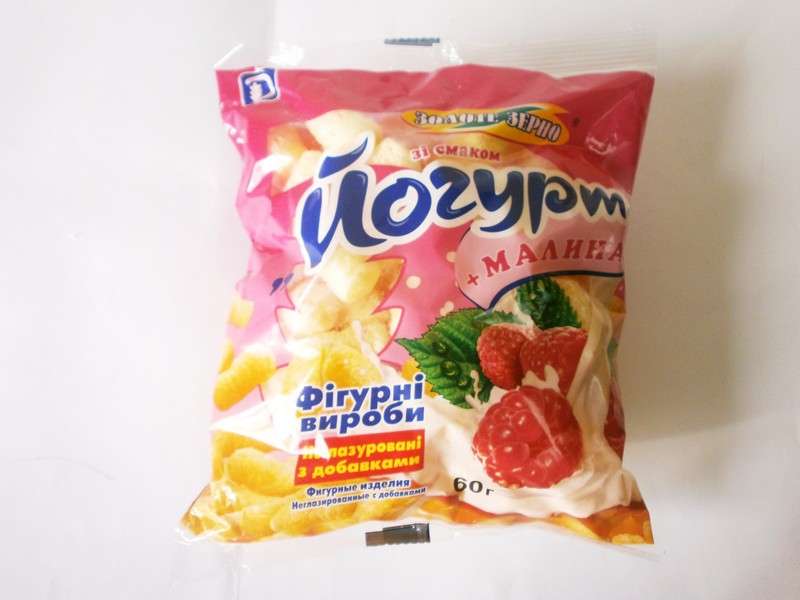 ЗОЛОТЕ ЗЕРНО
зі смаком
Йогурт
+МАЛИНА
Фігурні
вироби
Неглазуровані
з добавками
Фигурные изделия
Неглазированные с добавками
60г